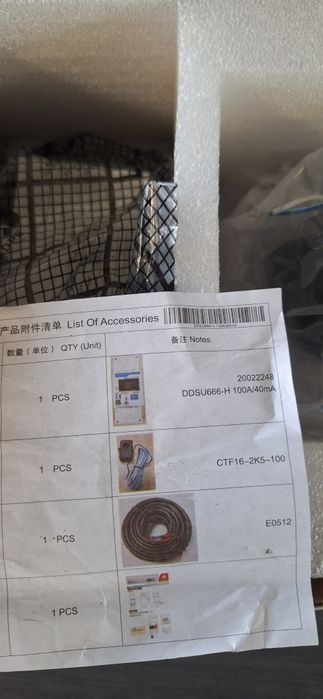 产品附件清单 List Of Accessories
数量(单位) QTY (Unit) 备注 Notes
1 PCS
20022248
DDSU666-H 100A/40mA
1 PCS CTF16-2K5-100
1 PCS E0512
1 PCS